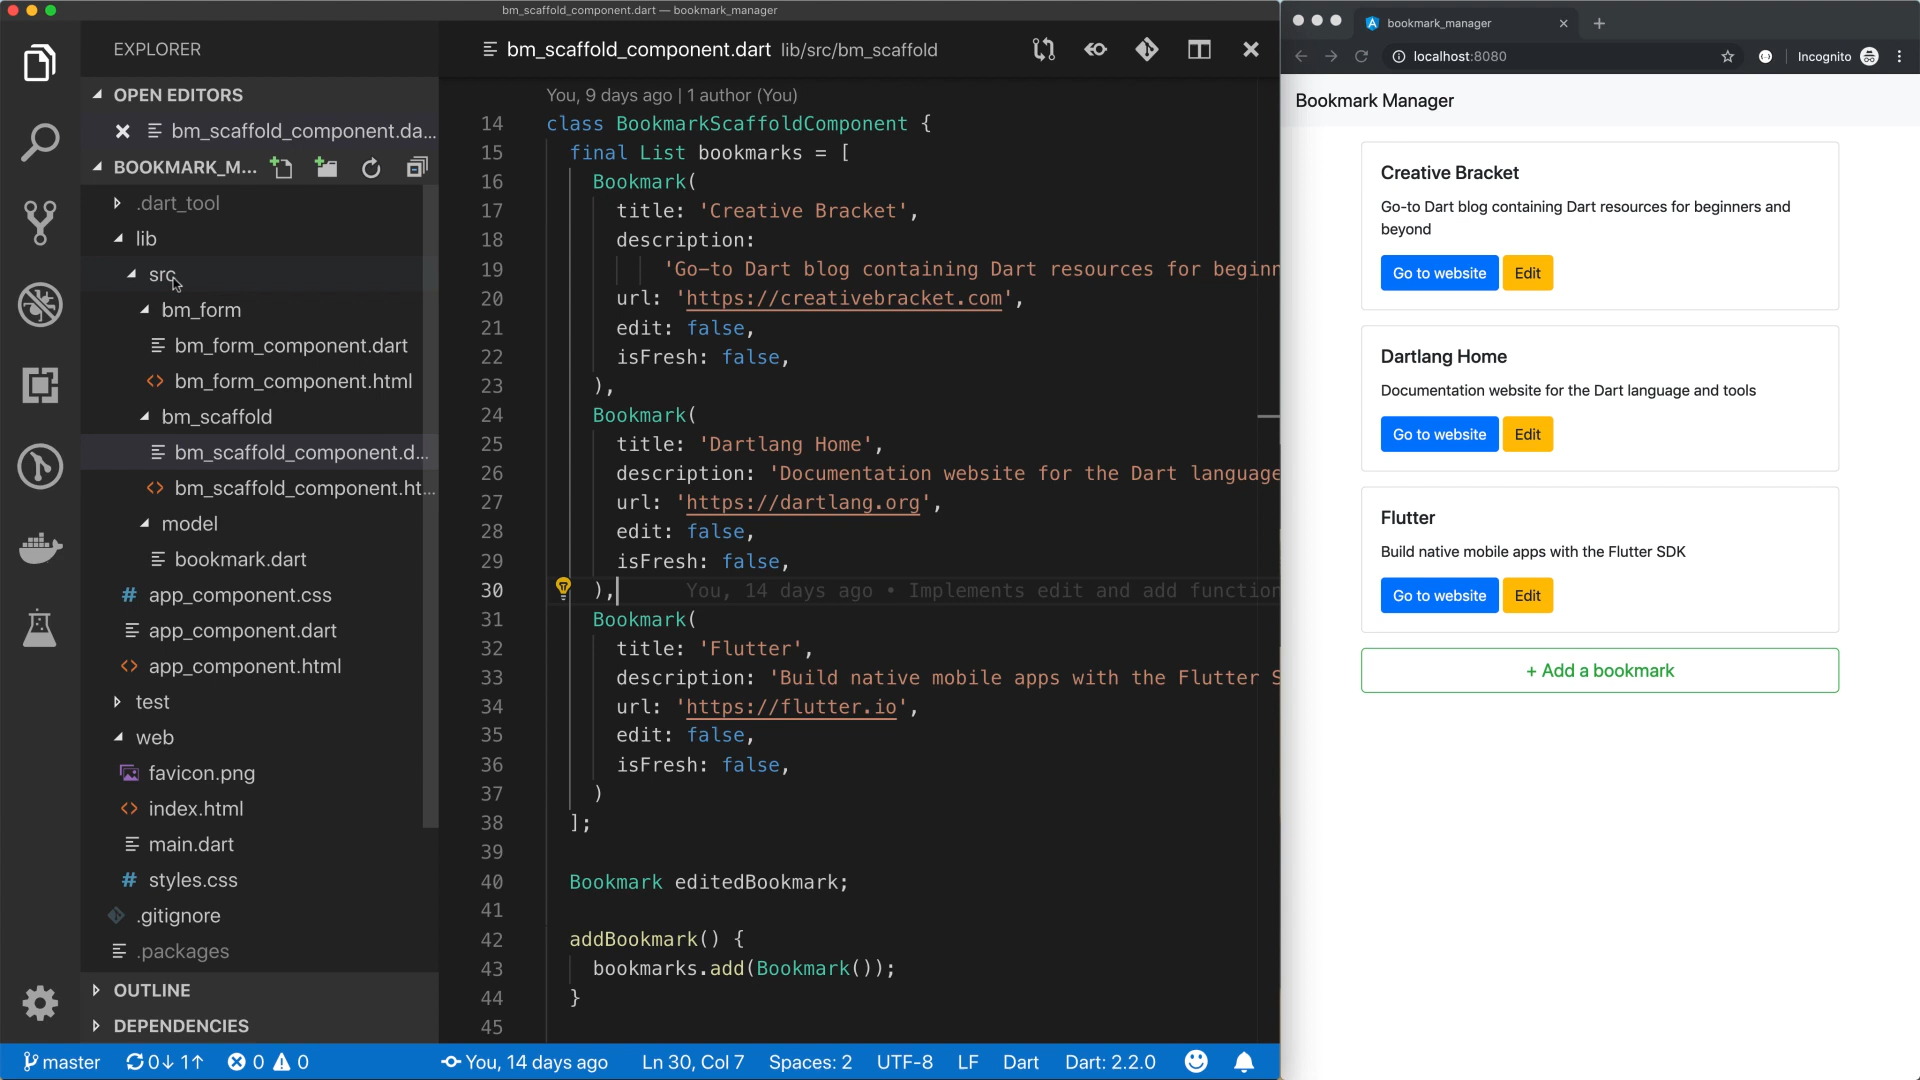 bm_scaffold_component.dart — bookmark_manager
EXPLORER
OPEN EDITORS
bm_scaffold_component.da...
BOOKMARK_M...
.dart_tool
lib
src
bm_form
bm_form_component.dart
bm_form_component.html
bm_scaffold
bm_scaffold_component.d...
bm_scaffold_component.ht...
model
bookmark.dart
app_component.css
app_component.dart
app_component.html
test
web
favicon.png
index.html
main.dart
styles.css
.gitignore
.packages
OUTLINE
DEPENDENCIES
bm_scaffold_component.dart lib/src/bm_scaffold
You, 9 days ago | 1 author (You)
14 class BookmarkScaffoldComponent {
15 final List bookmarks = [
16 Bookmark(
17 title: 'Creative Bracket',
18 description:
19 'Go-to Dart blog containing Dart resources for beginn
20 url: 'https://creativebracket.com',
21 edit: false,
22 isFresh: false,
23 ),
24 Bookmark(
25 title: 'Dartlang Home',
26 description: 'Documentation website for the Dart language
27 url: 'https://dartlang.org',
28 edit: false,
29 isFresh: false,
30 ), You, 14 days ago • Implements edit and add function
31 Bookmark(
32 title: 'Flutter',
33 description: 'Build native mobile apps with the Flutter S
34 url: 'https://flutter.io',
35 edit: false,
36 isFresh: false,
37 )
38 ];
39
40 Bookmark editedBookmark;
41
42 addBookmark() {
43 bookmarks.add(Bookmark());
44 }
45
master 0↓ 1↑ 0 0 You, 14 days ago Ln 30, Col 7 Spaces: 2 UTF-8 LF Dart Dart: 2.2.0
bookmark_manager
localhost:8080 Incognito
Bookmark Manager
Creative Bracket
Go-to Dart blog containing Dart resources for beginners and
beyond
Go to website Edit
Dartlang Home
Documentation website for the Dart language and tools
Go to website Edit
Flutter
Build native mobile apps with the Flutter SDK
Go to website Edit
+ Add a bookmark